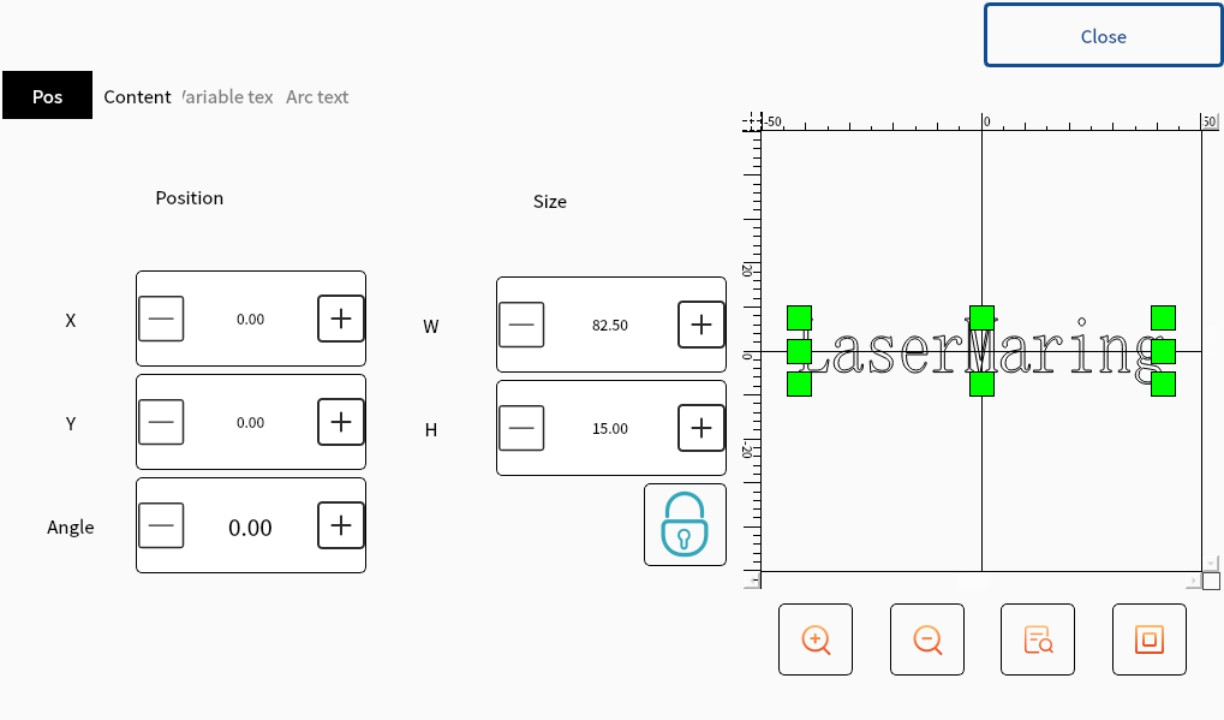 Close
Pos Content Variable tex Arc text
-50 0 50
Position Size
X 0.00 W 82.50
Y 0.00 H 15.00
Angle 0.00
20
0
-20
LaserMaring